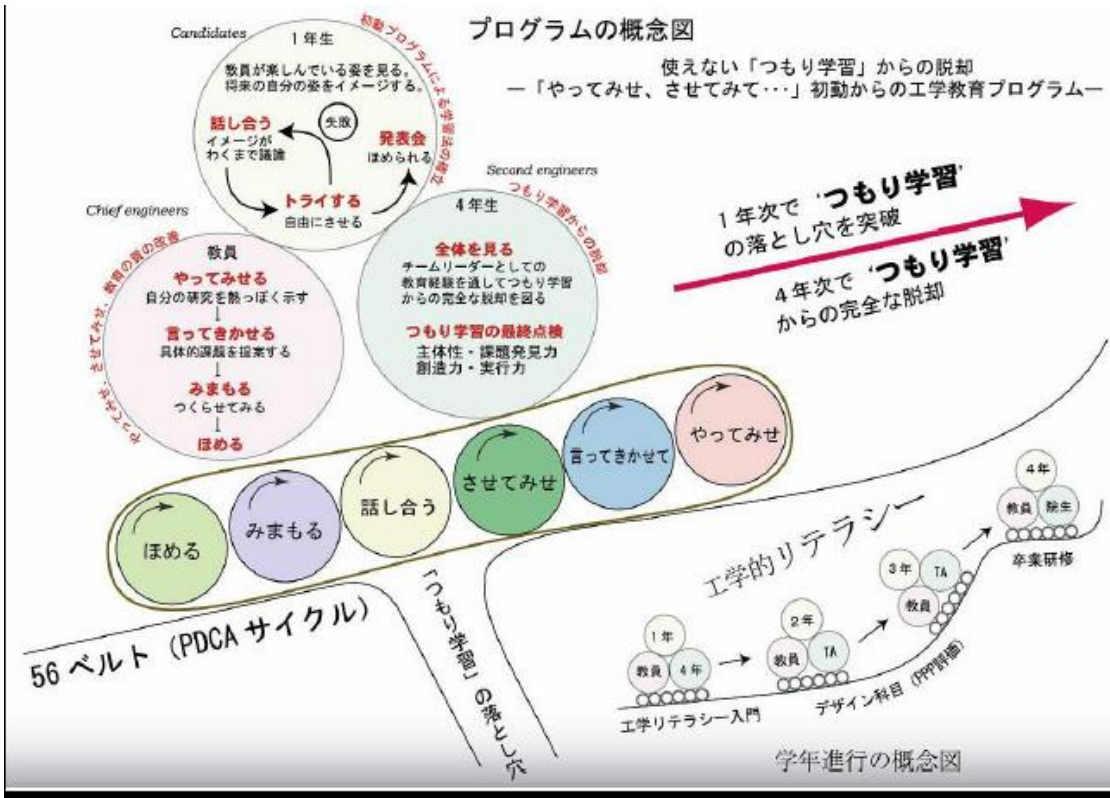 プログラムの概念図
使えない「つもり学習」からの脱却
―「やってみせ、させてみて・・・」初動からの工学教育プログラム―
Candidates
1年生
初動プログラムによる学習法の確立
教員が楽しんでいる姿を見る。
将来の自分の姿をイメージする。
話し合う
イメージが
わくまで議論
失敗
発表会
ほめられる
トライする
自由にさせる
Chief engineers
教員
やってみせ、させてみせ、教育の質の改善
やってみせる
自分の研究を熱っぽく示す
言ってきかせる
具体的課題を提案する
みまもる
つくらせてみる
ほめる
Second engineers
4年生
つもり学習からの脱却
全体を見る
チームリーダーとしての
教育経験を通してつもり学習
からの完全な脱却を図る
つもり学習の最終点検
主体性・課題発見力
創造力・実行力
1年次で‘つもり学習’
の落とし穴を突破
4年次で‘つもり学習’
からの完全な脱却
ほめる
みまもる
話し合う
させてみせ
言ってきかせて
やってみせ
56ベルト(PDCAサイクル)
「つもり学習」の落とし穴
工学的リテラシー
1年
教員
4年
工学リテラシー入門
2年
教員
TA
3年
TA
教員
デザイン科目(PPP評価)
4年
教員
院生
卒業研修
学年進行の概念図